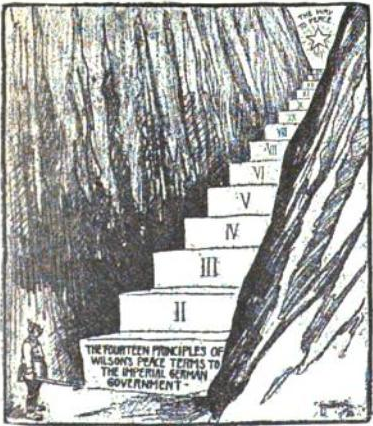 THE WAY
TO PEACE
VIII
VII
VI
V
IV
III
II
THE FOURTEEN PRINCIPLES OF
WILSON'S PEACE TERMS TO
THE IMPERIAL GERMAN
GOVERNMENT-